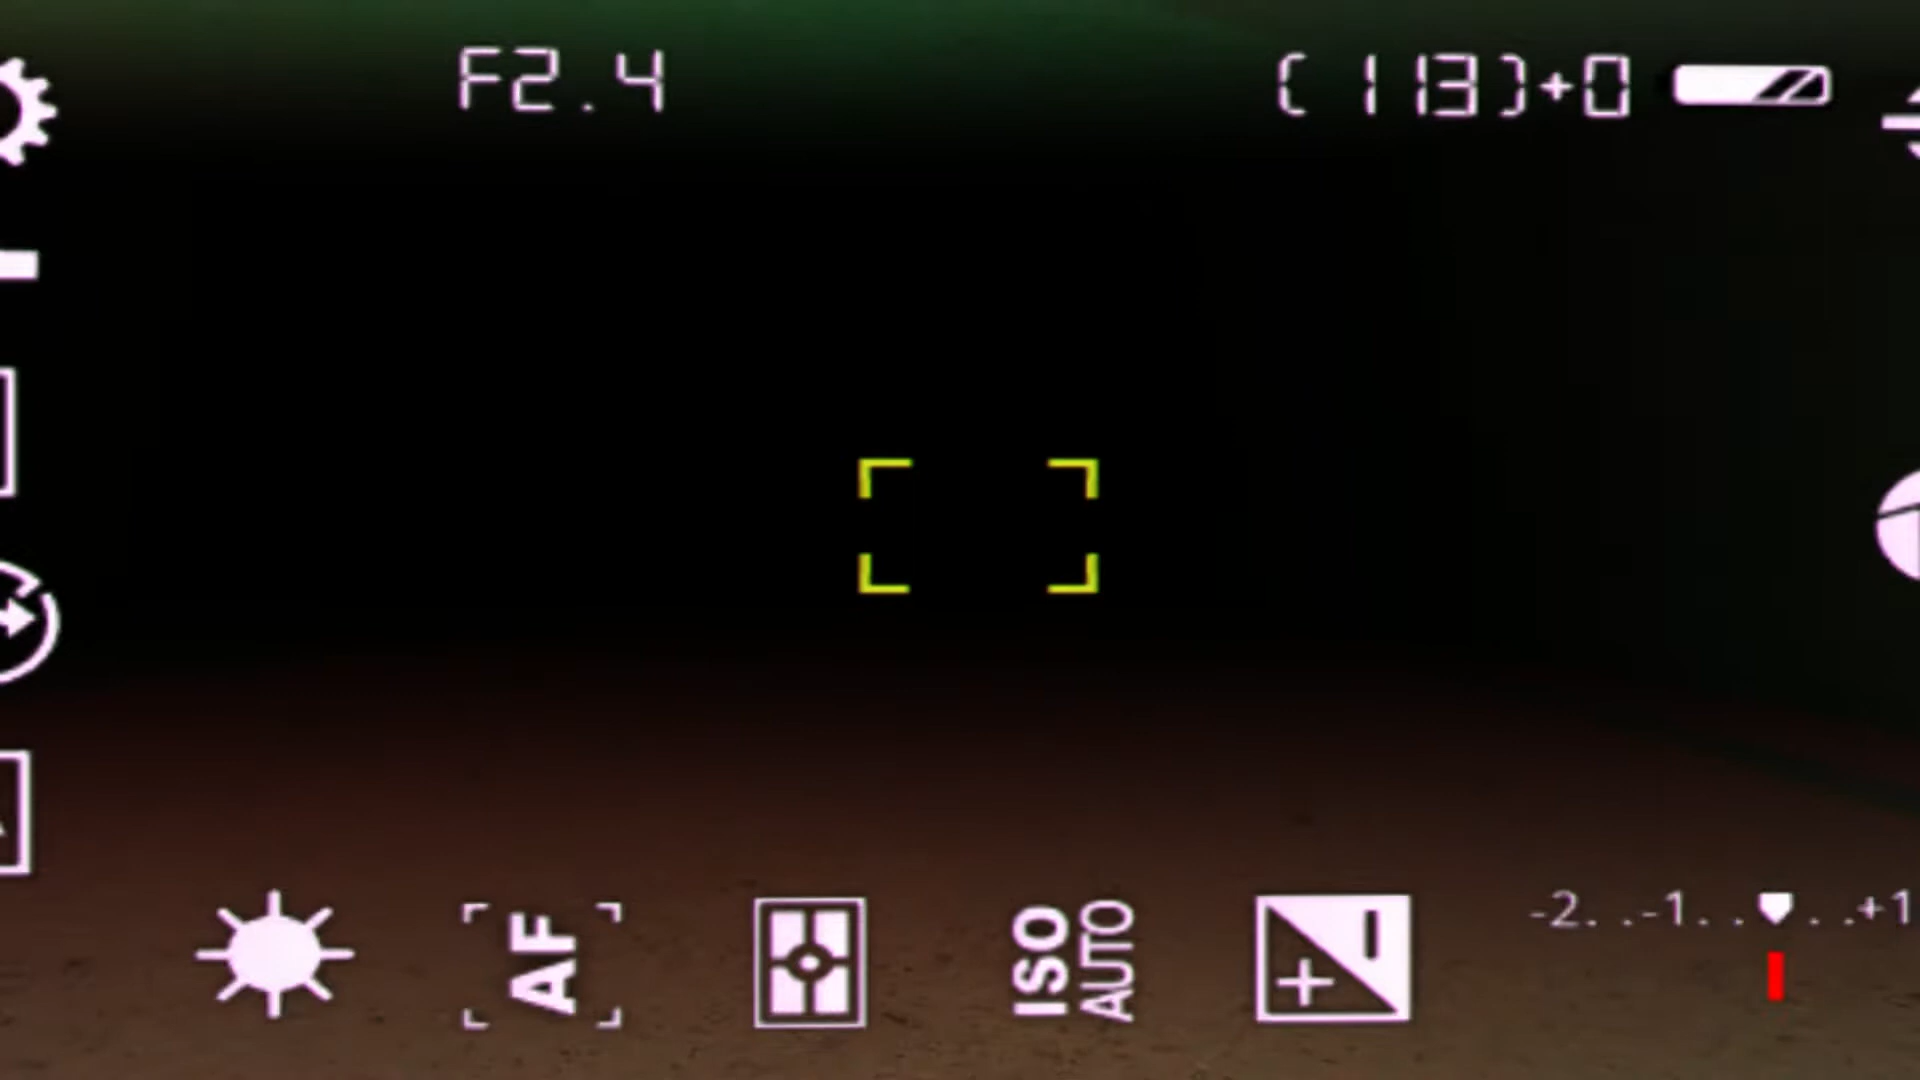 F2.4
(113)+0
AF
ISO
AUTO
-2. .-1. . . .+1